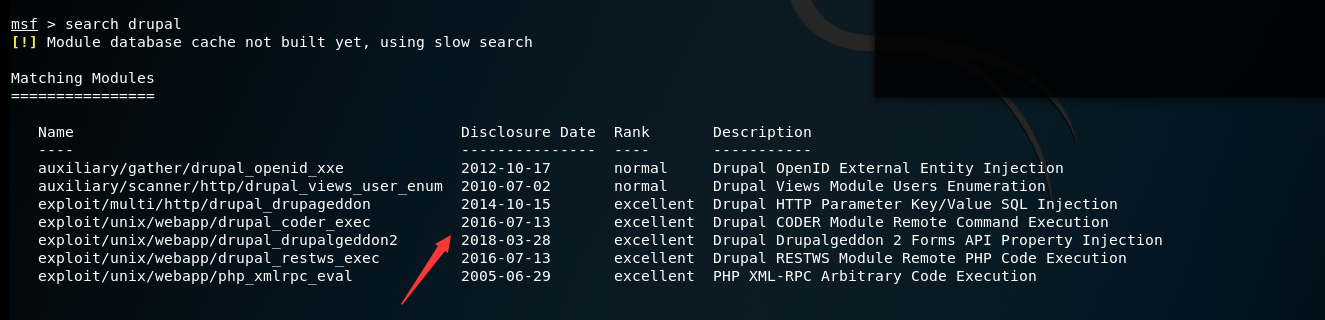 msf > search drupal
[!] Module database cache not built yet, using slow search
Matching Modules
================
Name Disclosure Date Rank Description
---- --------------- ---- -----------
auxiliary/gather/drupal_openid_xxe 2012-10-17 normal Drupal OpenID External Entity Injection
auxiliary/scanner/http/drupal_views_user_enum 2010-07-02 normal Drupal Views Module Users Enumeration
exploit/multi/http/drupal_drupageddon 2014-10-15 excellent Drupal HTTP Parameter Key/Value SQL Injection
exploit/unix/webapp/drupal_coder_exec 2016-07-13 excellent Drupal CODER Module Remote Command Execution
exploit/unix/webapp/drupal_drupalgeddon2 2018-03-28 excellent Drupal Drupalgeddon 2 Forms API Property Injection
exploit/unix/webapp/drupal_restws_exec 2016-07-13 excellent Drupal RESTWS Module Remote PHP Code Execution
exploit/unix/webapp/php_xmlrpc_eval 2005-06-29 excellent PHP XML-RPC Arbitrary Code Execution